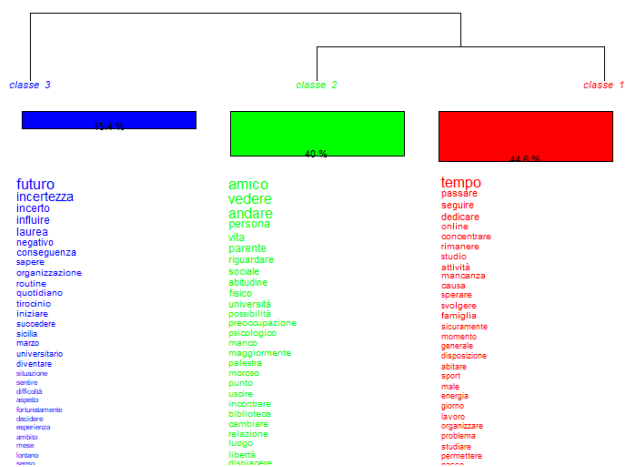 classe 3
classe 2
classe 1
15.4 %
40 %
44.6 %
futuro
incertezza
incerto
influire
laurea
negativo
conseguenza
sapere
organizzazione
routine
quotidiano
tirocinio
iniziare
succedere
sicilia
marzo
universitario
diventare
situazione
sentire
difficoltà
aspetto
fortunatamente
decidere
esperienza
ambito
mese
lontano
senso
amico
vedere
andare
persona
vita
parente
riguardare
sociale
abitudine
fisico
università
possibilità
preoccupazione
psicologico
manco
maggiormente
palestra
moroso
punto
uscire
incontrare
biblioteca
cambiare
relazione
luogo
libertà
dispiacere
tempo
passare
seguire
dedicare
online
concentrare
rimanere
studio
attività
mancanza
causa
sperare
svolgere
famiglia
sicuramente
momento
generale
disposizione
abitare
sport
male
energia
giorno
lavoro
organizzare
problema
studiare
permettere